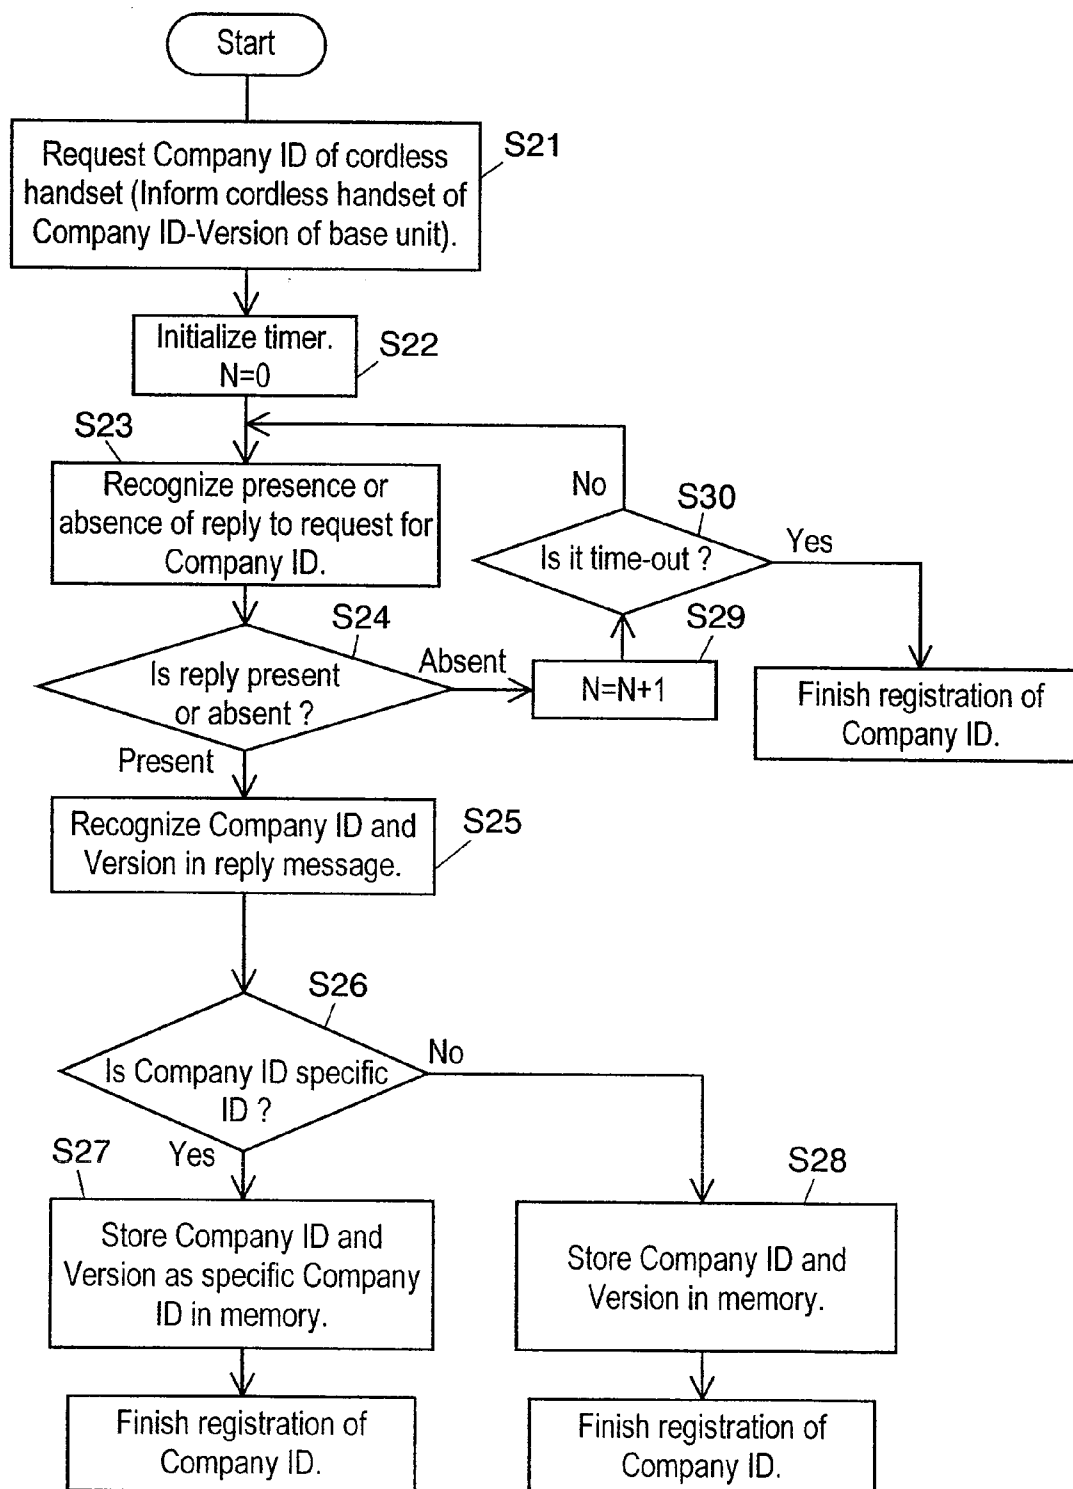 Start
Request Company ID of cordless
handset (Inform cordless handset of
Company ID-Version of base unit).
S21
Initialize timer.
N=0
S22
S23
Recognize presence or
absence of reply to request for
Company ID.
No
S30
Is it time-out ?
Yes
S24
Is reply present
or absent ?
Absent
S29
N=N+1
Finish registration of
Company ID.
Present
Recognize Company ID and
Version in reply message.
S25
S26
Is Company ID specific
ID ?
No
Yes
S27
Store Company ID and
Version as specific Company
ID in memory.
S28
Store Company ID and
Version in memory.
Finish registration of
Company ID.
Finish registration of
Company ID.